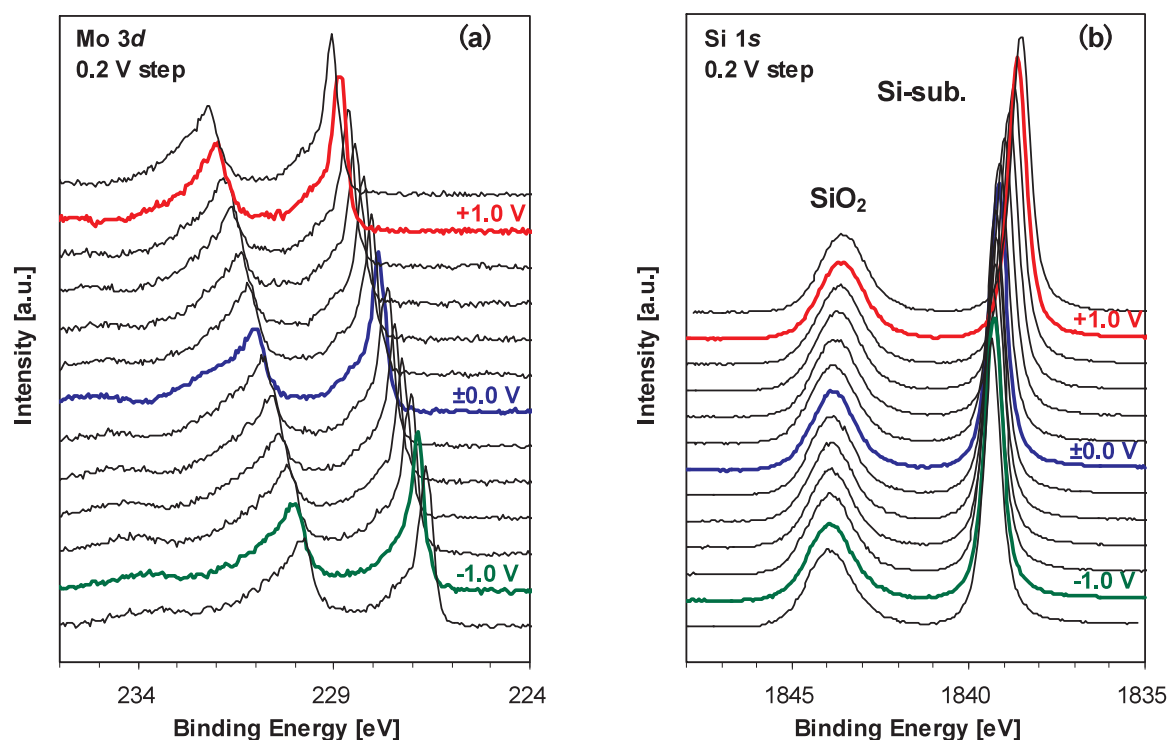 Mo 3d
0.2 V step
(a)
+1.0 V
±0.0 V
-1.0 V
Intensity [a.u.]
234
229
224
Binding Energy [eV]
Si 1s
0.2 V step
(b)
Si-sub.
SiO₂
+1.0 V
±0.0 V
-1.0 V
Intensity [a.u.]
1845
1840
1835
Binding Energy [eV]